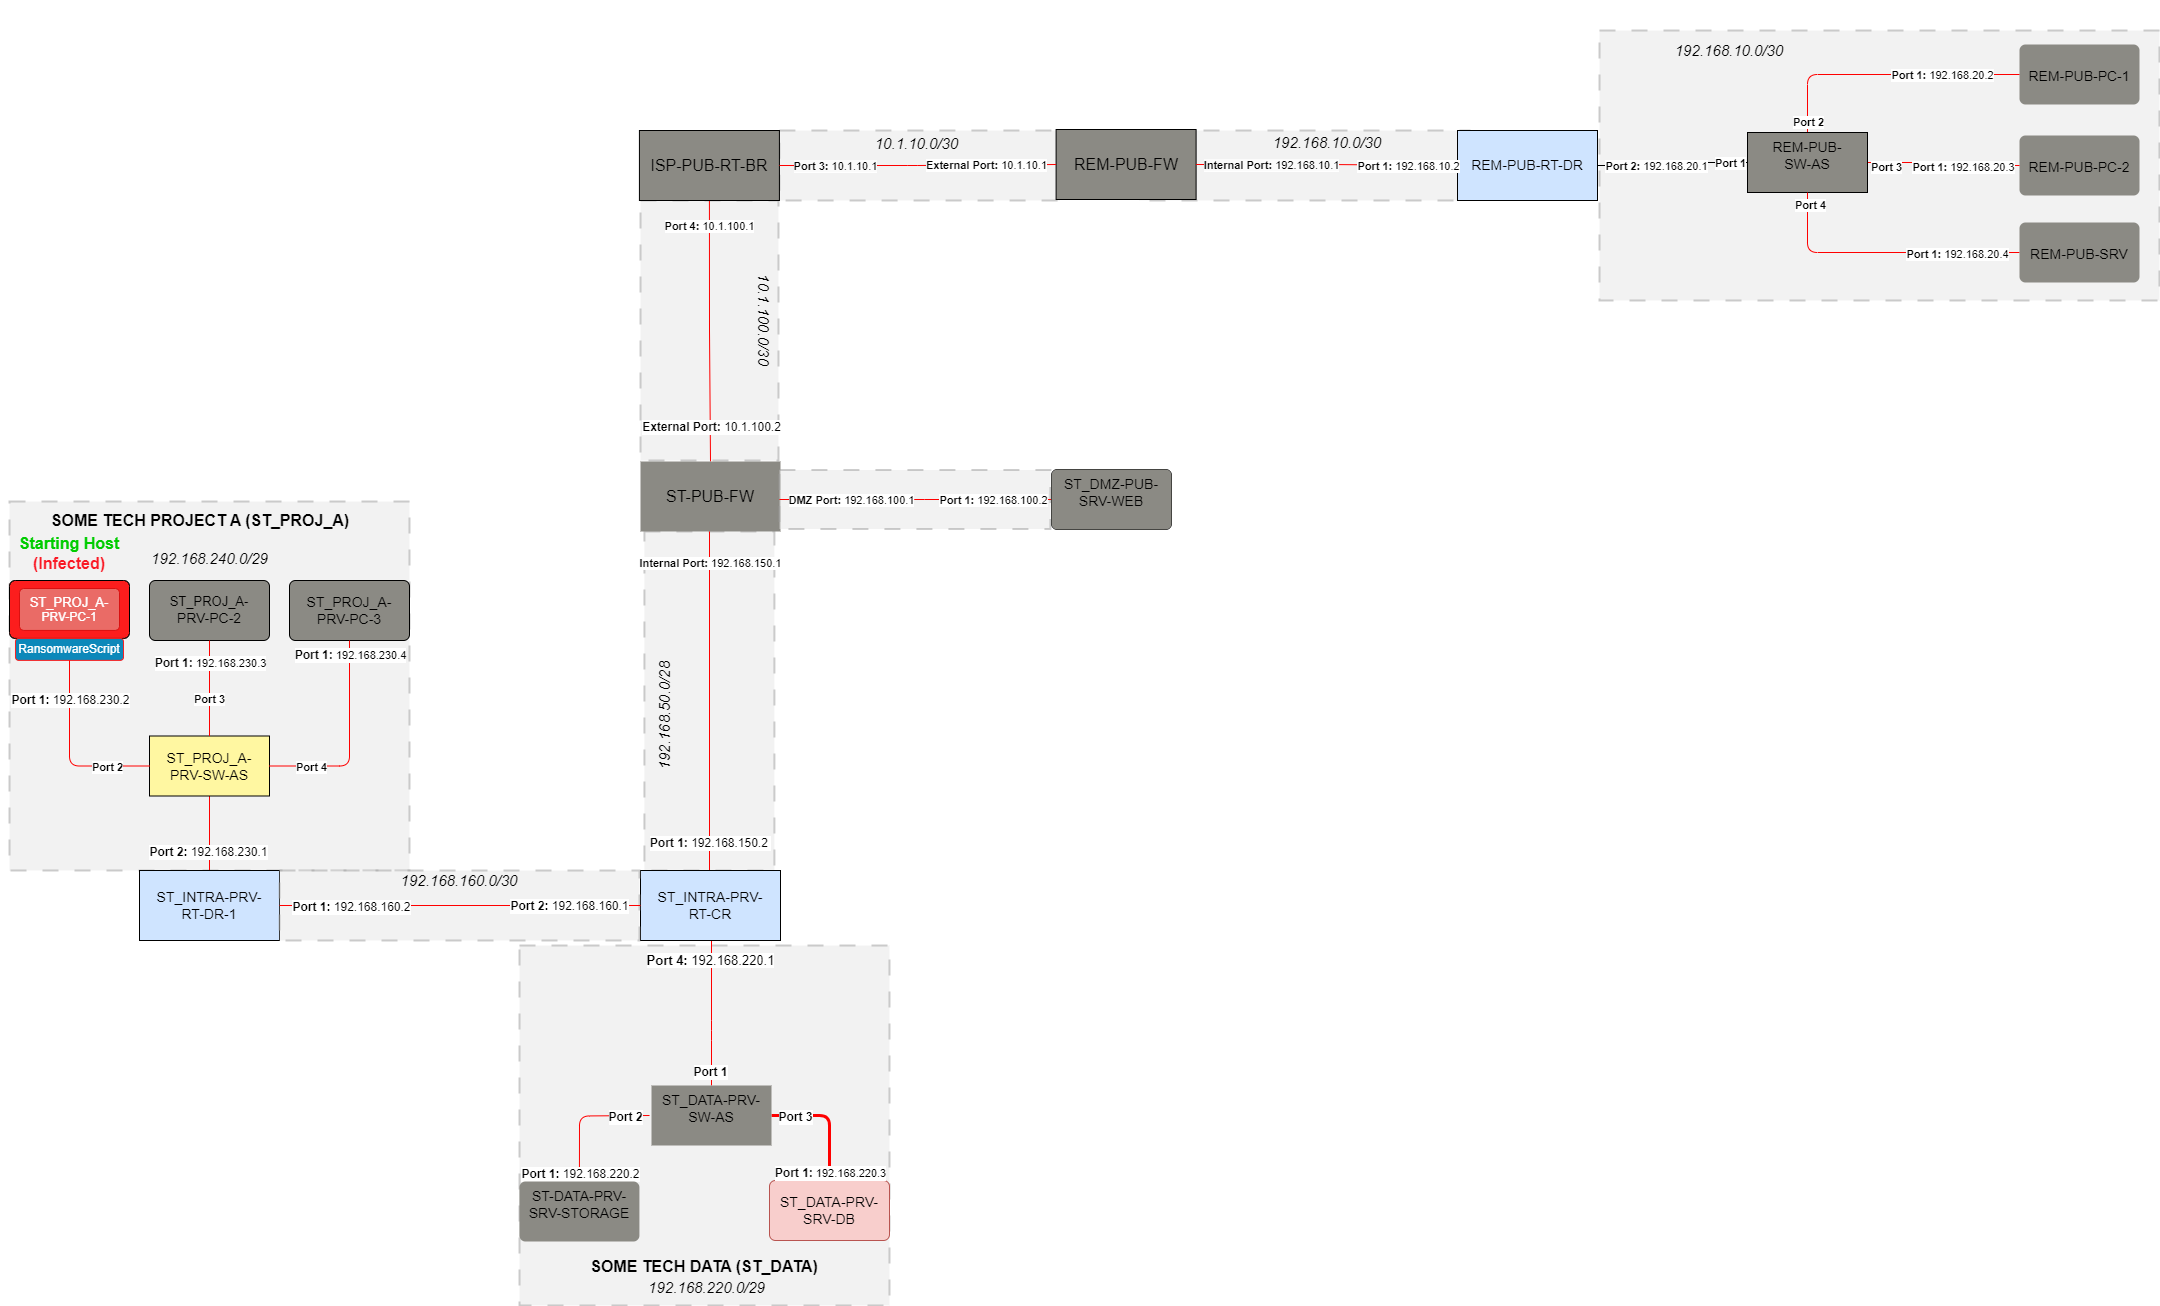 192.168.10.0/30
REM-PUB-PC-1
Port 1: 192.168.20.2
Port 2
10.1.10.0/30
192.168.10.0/30
ISP-PUB-RT-BR
Port 3: 10.1.10.1
External Port: 10.1.10.1
REM-PUB-FW
Internal Port: 192.168.10.1
Port 1: 192.168.10.2
REM-PUB-RT-DR
Port 2: 192.168.20.1
Port 1
REM-PUB-
SW-AS
Port 3
Port 1: 192.168.20.3
REM-PUB-PC-2
Port 4
Port 1: 192.168.20.4
REM-PUB-SRV
Port 4: 10.1.100.1
10.1.100.0/30
External Port: 10.1.100.2
ST-PUB-FW
DMZ Port: 192.168.100.1
Port 1: 192.168.100.2
ST_DMZ-PUB-
SRV-WEB
Internal Port: 192.168.150.1
192.168.50.0/28
Port 1: 192.168.150.2
SOME TECH PROJECT A (ST_PROJ_A)
Starting Host
(Infected)
192.168.240.0/29
ST_PROJ_A-
PRV-PC-1
RansomwareScript
ST_PROJ_A-
PRV-PC-2
ST_PROJ_A-
PRV-PC-3
Port 1: 192.168.230.3
Port 1: 192.168.230.4
Port 1: 192.168.230.2
Port 3
Port 2
ST_PROJ_A-
PRV-SW-AS
Port 4
Port 2: 192.168.230.1
ST_INTRA-PRV-
RT-DR-1
192.168.160.0/30
Port 1: 192.168.160.2
Port 2: 192.168.160.1
ST_INTRA-PRV-
RT-CR
Port 4: 192.168.220.1
Port 1
ST_DATA-PRV-
SW-AS
Port 2
Port 3
Port 1: 192.168.220.2
Port 1: 192.168.220.3
ST-DATA-PRV-
SRV-STORAGE
ST_DATA-PRV-
SRV-DB
SOME TECH DATA (ST_DATA)
192.168.220.0/29